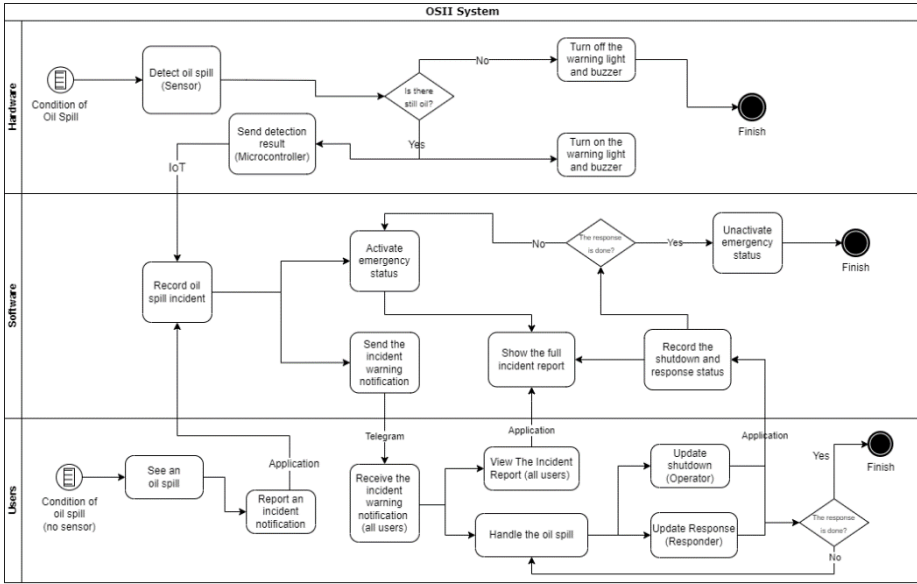 OSII System
Hardware
Condition of
Oil Spill
Detect oil spill
(Sensor)
Is there
still oil?
No
Turn off the
warning light
and buzzer
Finish
Yes
Send detection
result
(Microcontroller)
Turn on the
warning light
and buzzer
IoT
Software
Record oil
spill incident
Activate
emergency
status
No
The response
is done?
Yes
Unactivate
emergency
status
Finish
Send the
incident
warning
notification
Show the full
incident report
Record the
shutdown and
response status
Users
Condition of
oil spill
(no sensor)
See an
oil spill
Application
Report an
incident
notification
Telegram
Receive the
incident
warning
notification
(all users)
Application
View The Incident
Report (all users)
Handle the oil spill
Update
shutdown
(Operator)
Update Response
(Responder)
Application
Yes
Finish
The response
is done?
No